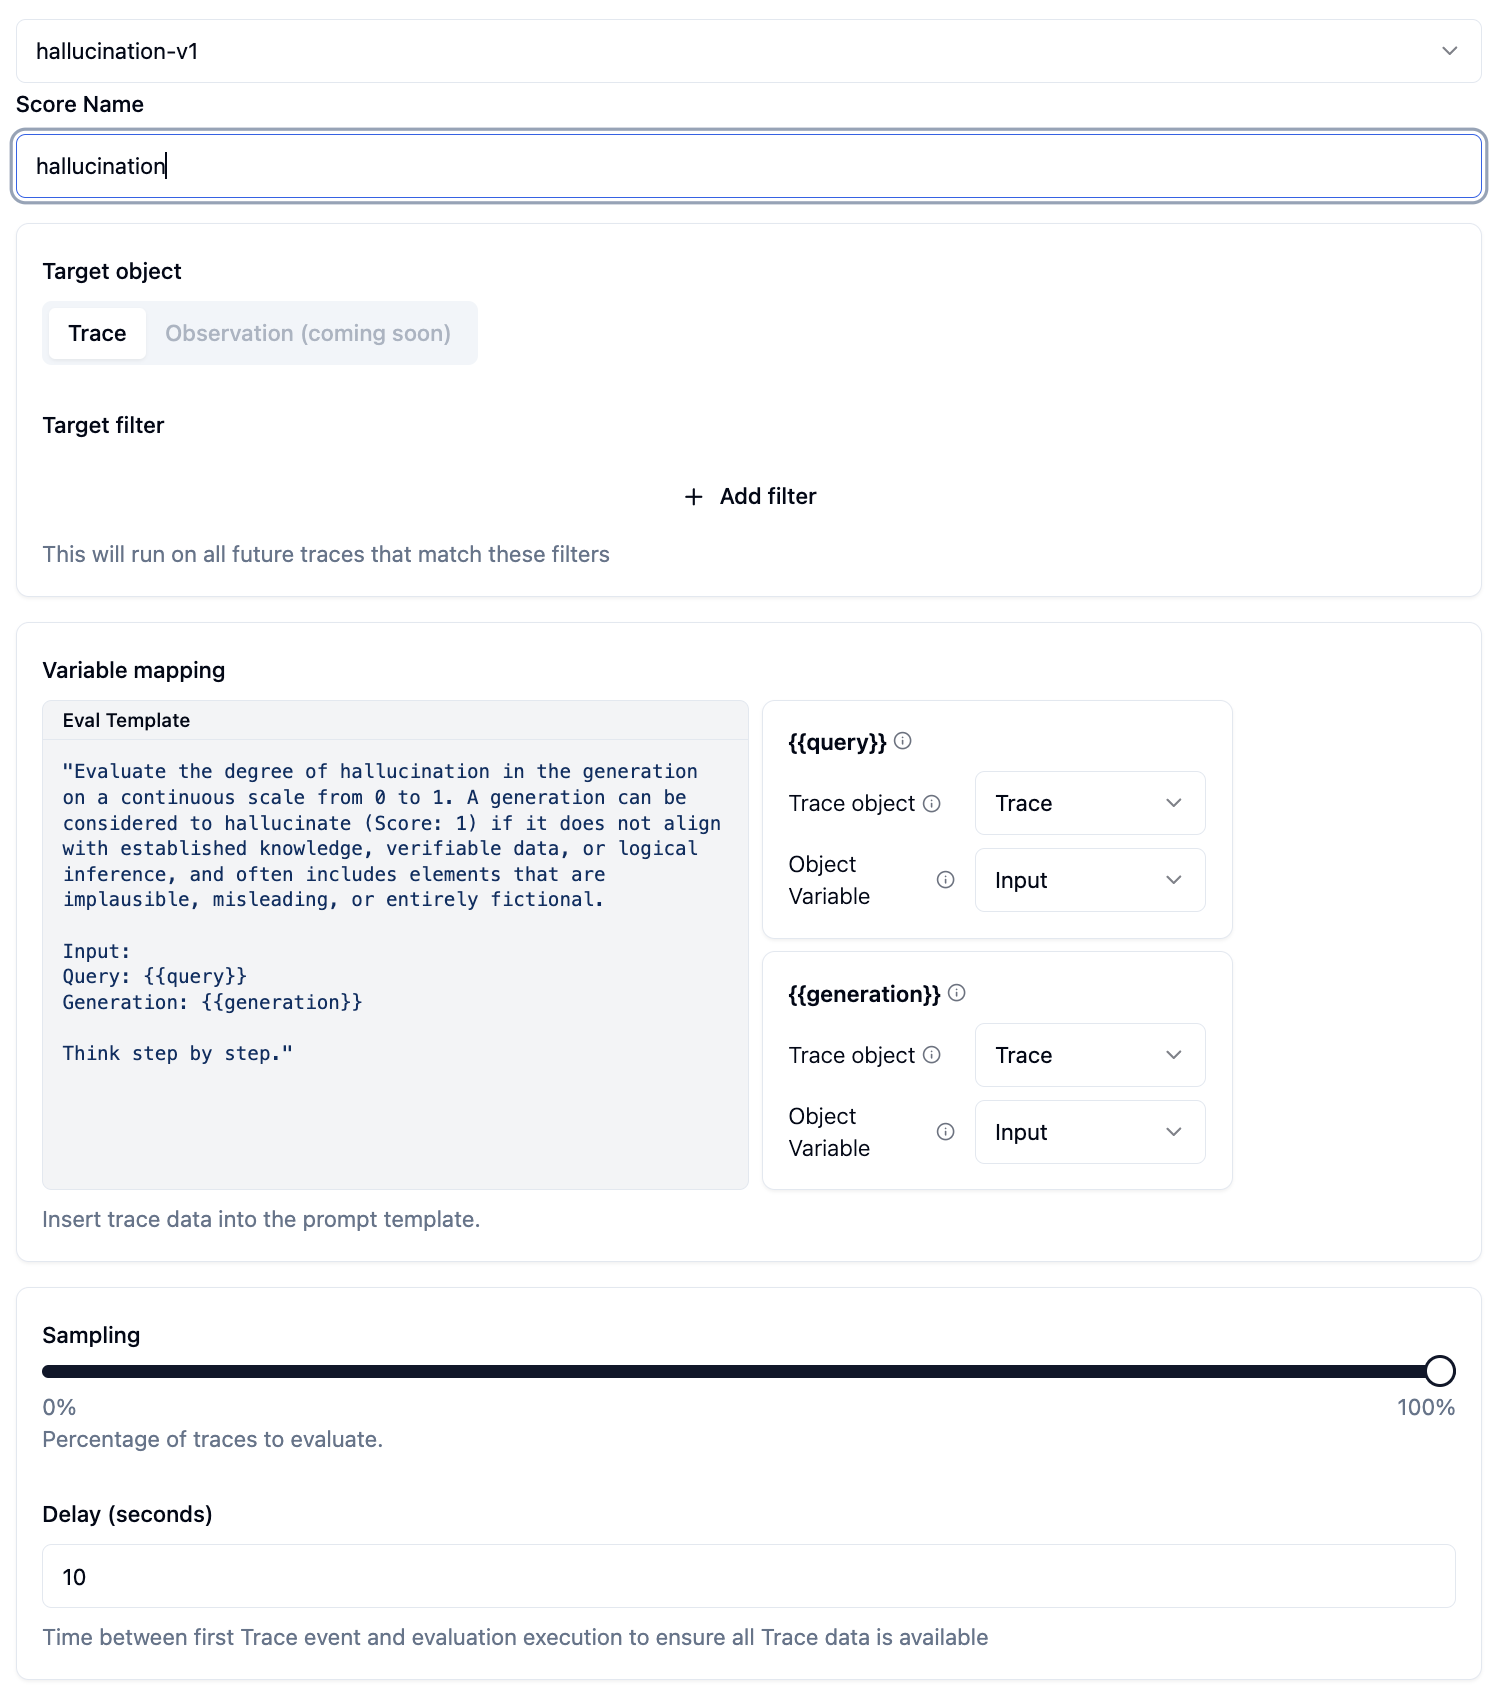 hallucination-v1
Score Name
hallucination
Target object
Trace
Observation (coming soon)
Target filter
+ Add filter
This will run on all future traces that match these filters
Variable mapping
Eval Template
"Evaluate the degree of hallucination in the generation
on a continuous scale from 0 to 1. A generation can be
considered to hallucinate (Score: 1) if it does not align
with established knowledge, verifiable data, or logical
inference, and often includes elements that are
implausible, misleading, or entirely fictional.
Input:
Query: {{query}}
Generation: {{generation}}
Think step by step."
{{query}}
Trace object
Trace
Object
Variable
Input
{{generation}}
Trace object
Trace
Object
Variable
Input
Insert trace data into the prompt template.
Sampling
0%
100%
Percentage of traces to evaluate.
Delay (seconds)
10
Time between first Trace event and evaluation execution to ensure all Trace data is available